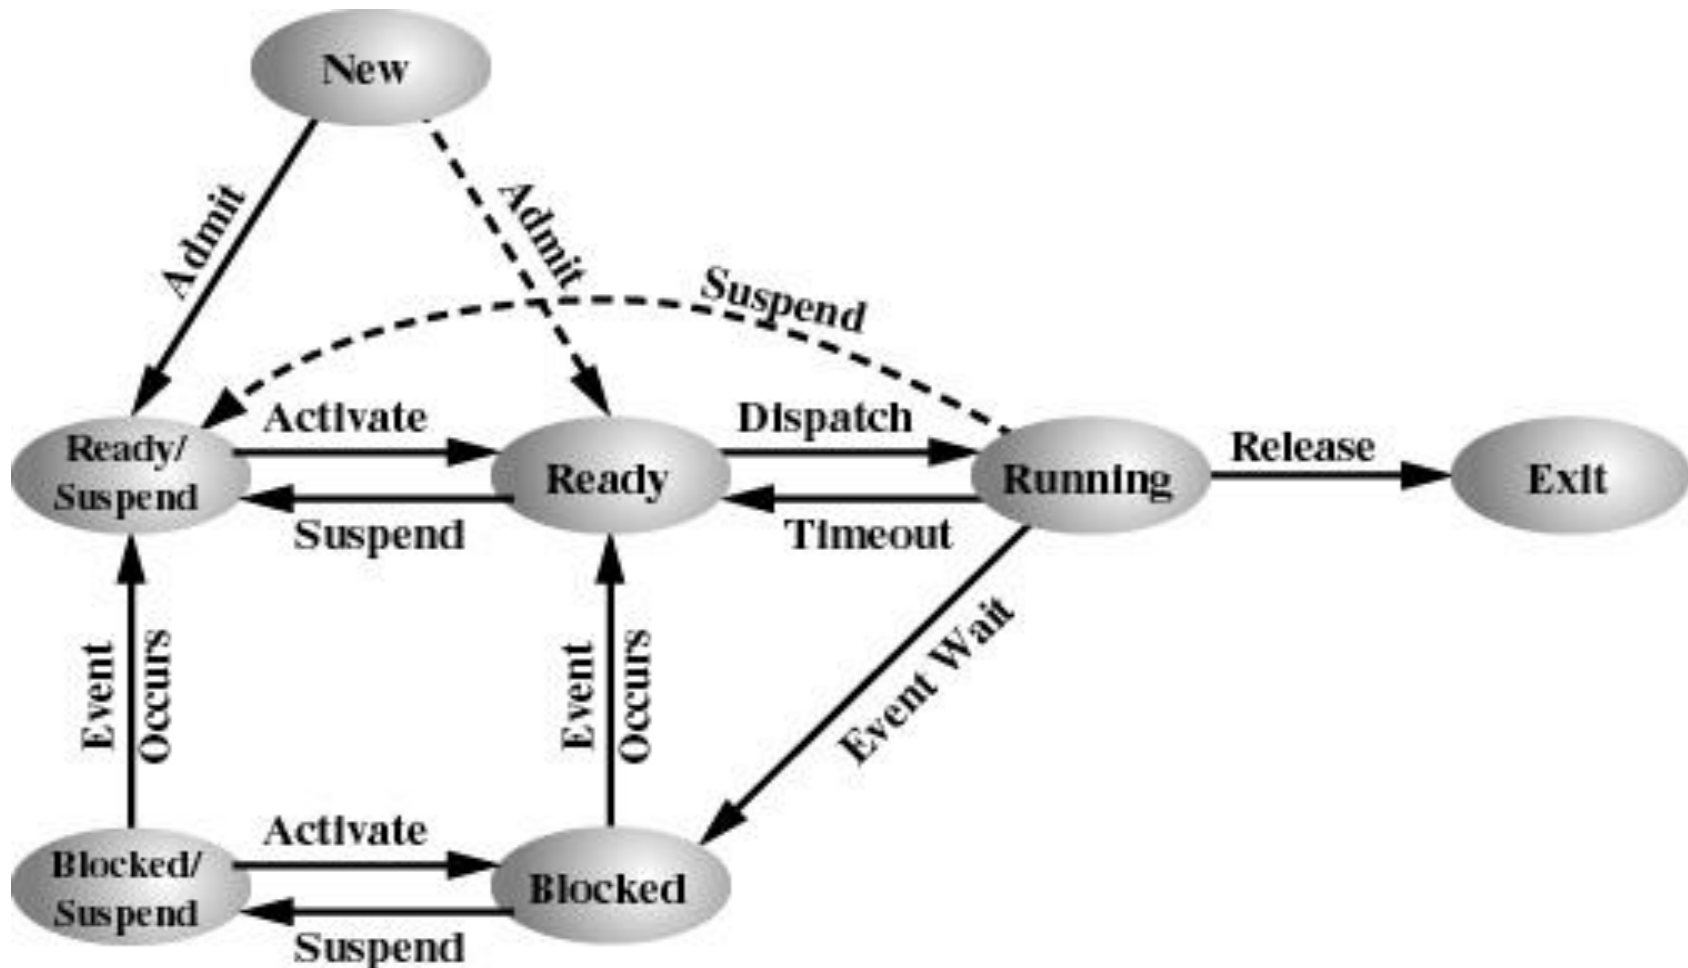 New
Admit
Admit
Suspend
Activate
Dispatch
Release
Ready/
Suspend
Ready
Running
Exit
Suspend
Timeout
Event
Occurs
Event
Occurs
Event Wait
Activate
Blocked/
Suspend
Blocked
Suspend